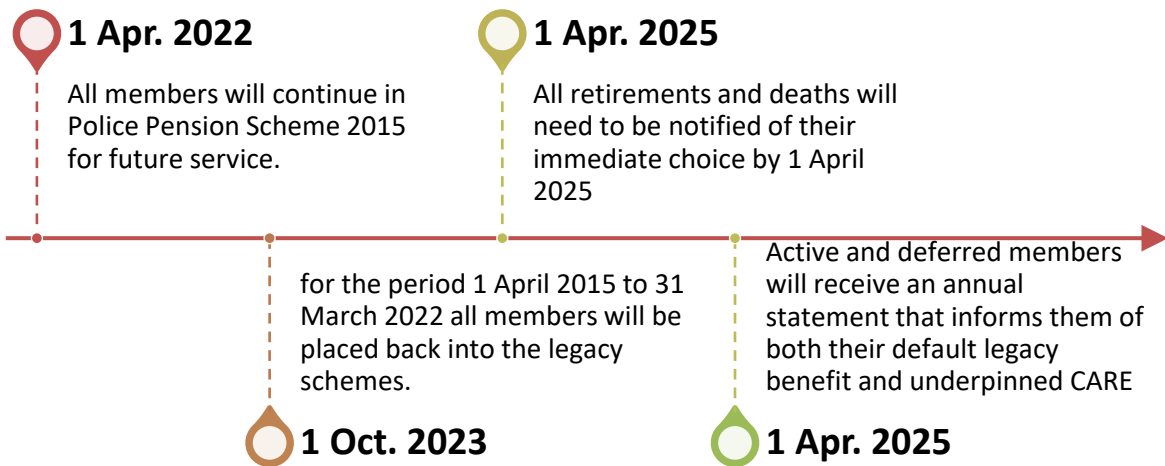 1 Apr. 2022
All members will continue in
Police Pension Scheme 2015
for future service.
1 Apr. 2025
All retirements and deaths will
need to be notified of their
immediate choice by 1 April
2025
for the period 1 April 2015 to 31
March 2022 all members will be
placed back into the legacy
schemes.
1 Oct. 2023
Active and deferred members
will receive an annual
statement that informs them of
both their default legacy
benefit and underpinned CARE
1 Apr. 2025